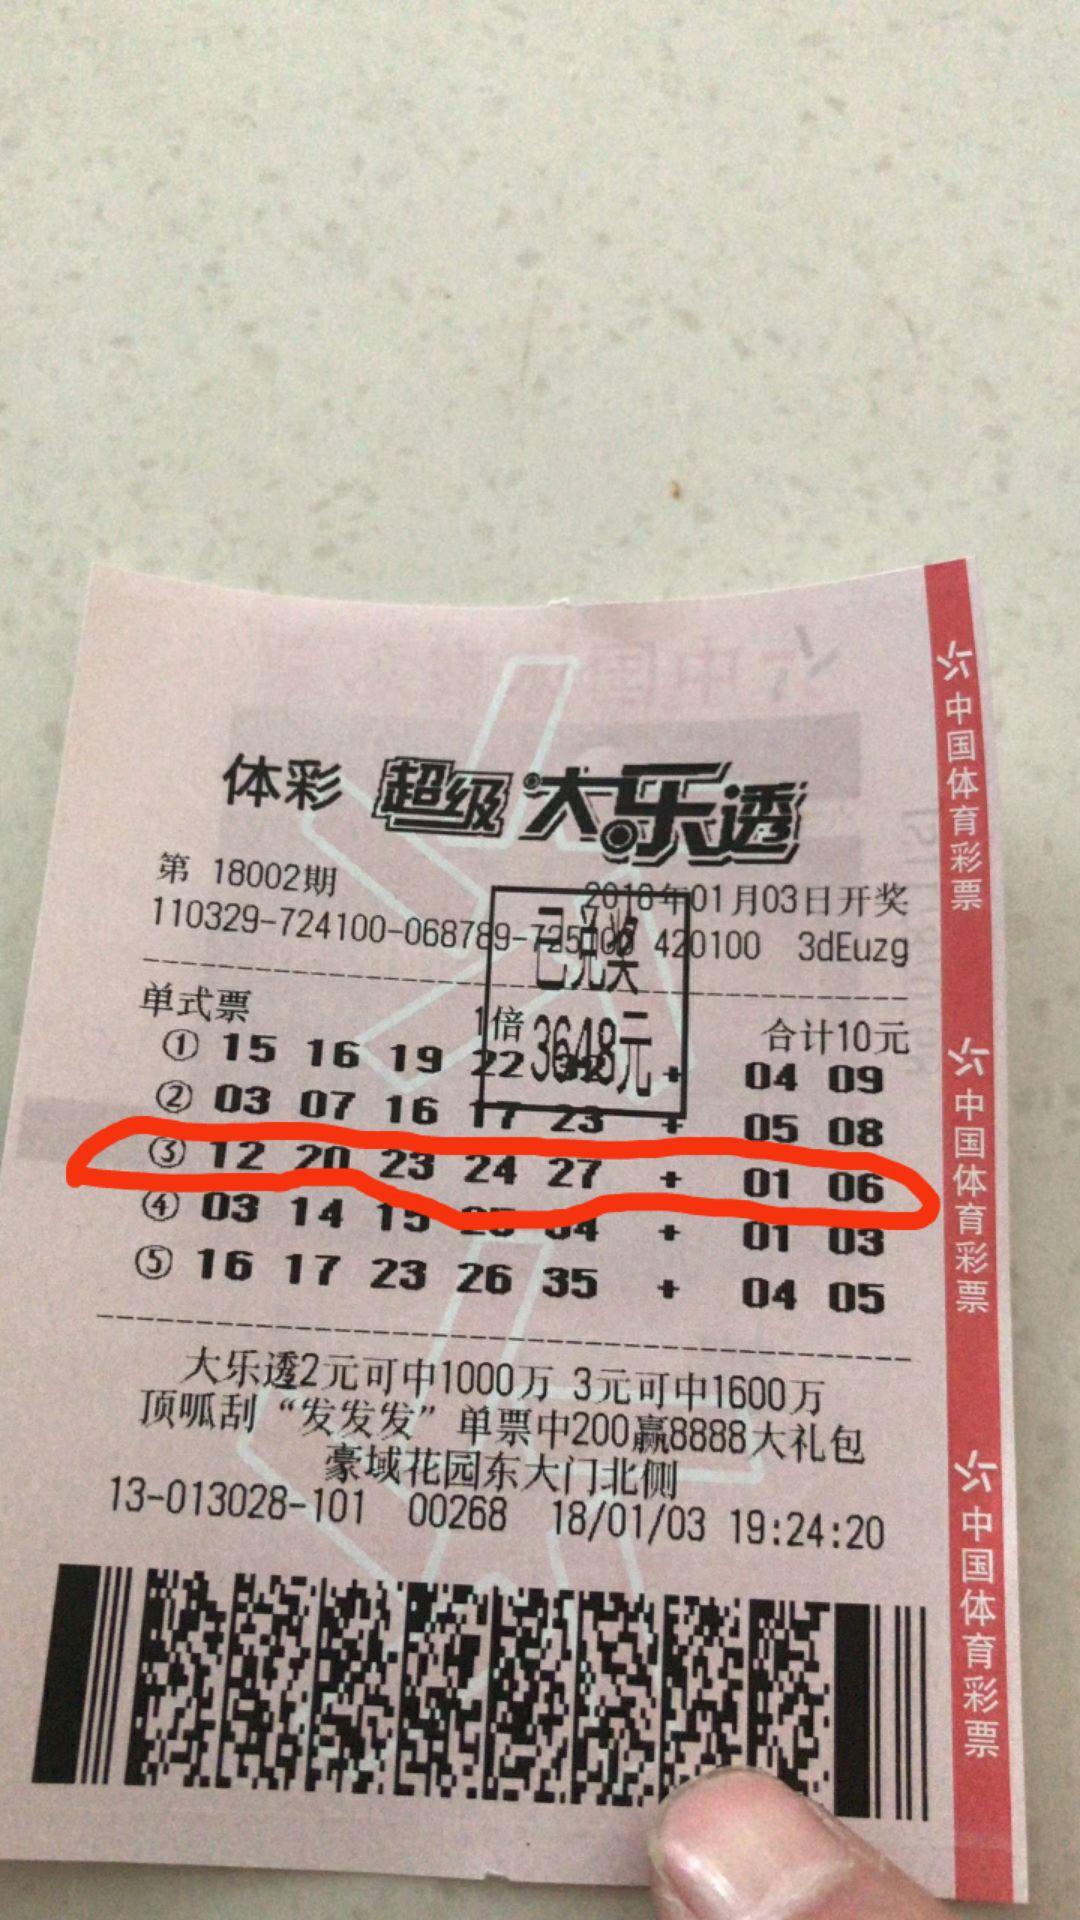 体彩 超级大乐透
第 18002期 2018年01月03日开奖
110329-724100-068789-725100 420100 3dEuzg
已兑奖
3648元
单式票 1倍 合计10元
① 15 16 19 22 + 04 09
② 03 07 16 17 23 + 05 08
③ 12 20 23 24 27 + 01 06
④ 03 14 15 25 34 + 01 03
⑤ 16 17 23 26 35 + 04 05
大乐透2元可中1000万 3元可中1600万
顶呱刮“发发发”单票中200赢8888大礼包
豪域花园东大门北侧
13-013028-101 00268 18/01/03 19:24:20
中国体育彩票
中国体育彩票
中国体育彩票